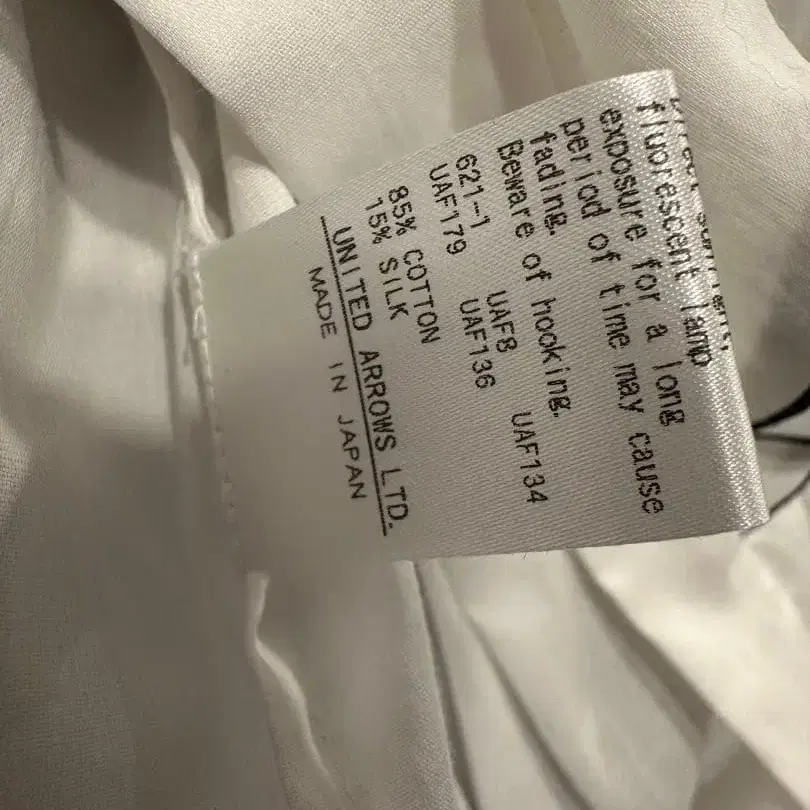 fluorescent lamp
exposure for a long
period of time may cause
fading.
Beware of hooking.
UAF134
621-1 UAF8
UAF179 UAF136
85% COTTON
15% SILK
UNITED ARROWS LTD.
MADE IN JAPAN